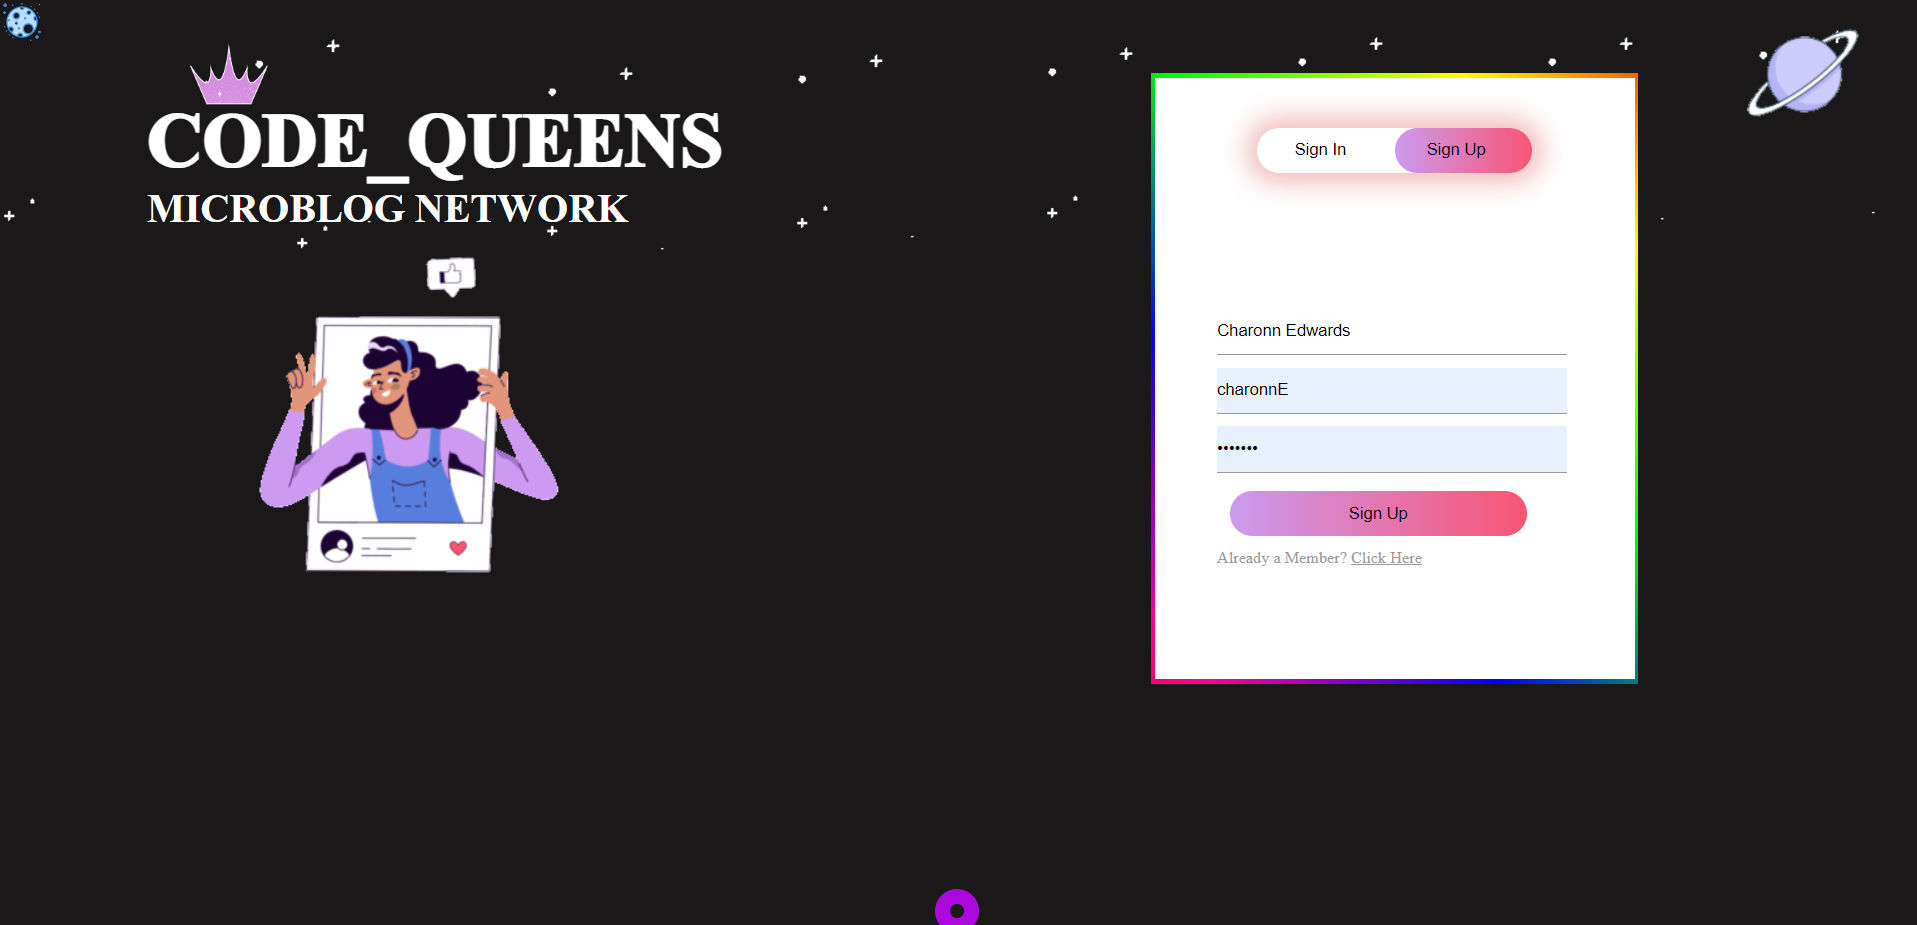 CODE_QUEENS
MICROBLOG NETWORK
Sign In
Sign Up
Charonn Edwards
charonnE
•••••••
Sign Up
Already a Member? Click Here